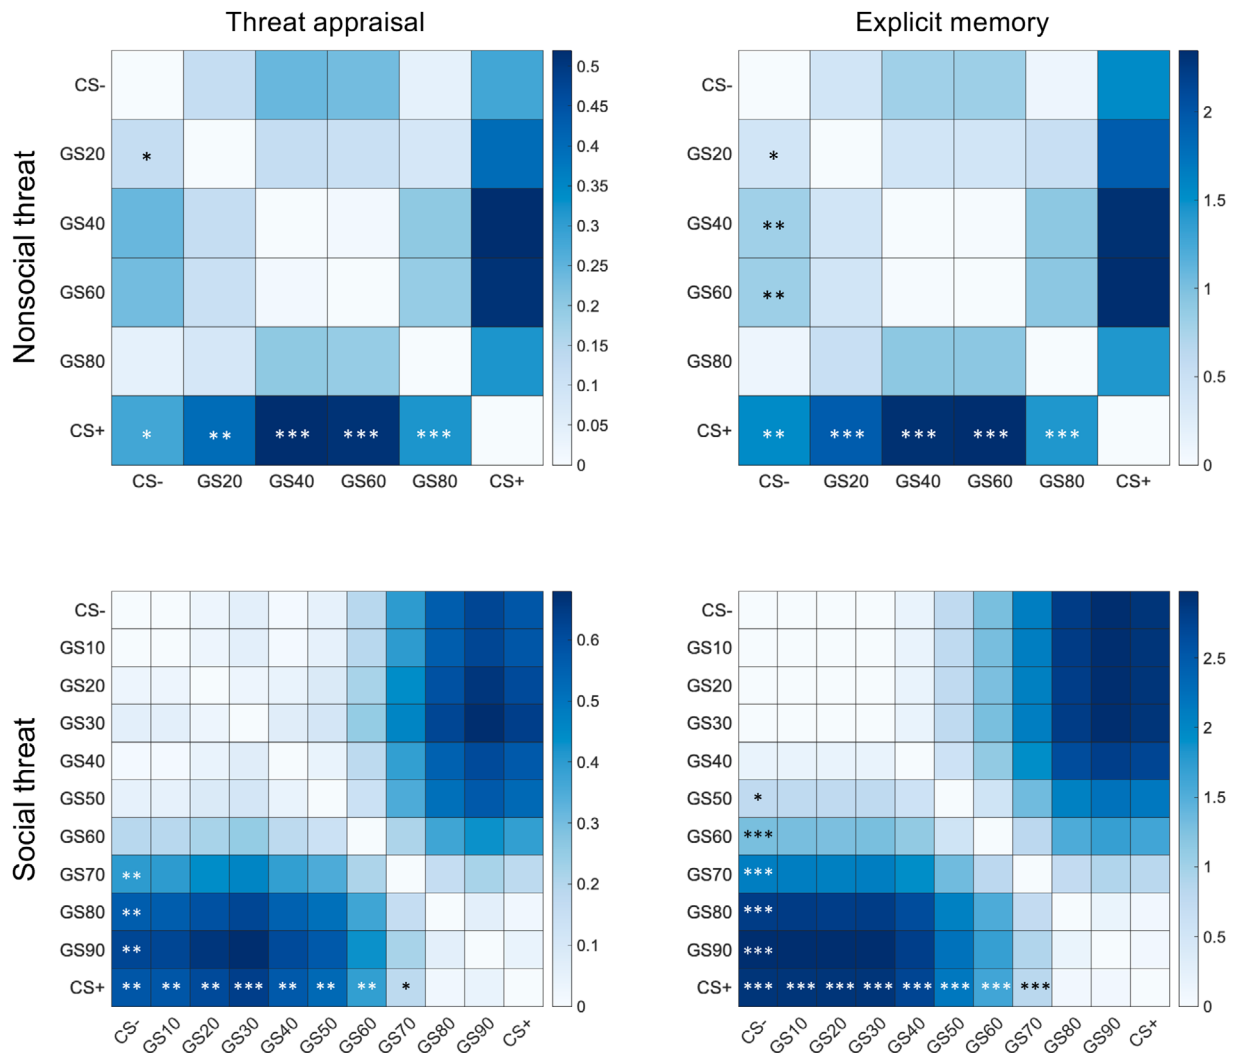 Threat appraisal
Explicit memory
Nonsocial threat
CS-
GS20 *
GS40
GS60
GS80
CS+ * ** *** *** ***
CS- GS20 GS40 GS60 GS80 CS+
0.5
0.45
0.4
0.35
0.3
0.25
0.2
0.15
0.1
0.05
0
CS-
GS20 *
GS40 **
GS60 **
GS80
CS+ ** *** *** *** ***
CS- GS20 GS40 GS60 GS80 CS+
2
1.5
1
0.5
0
Social threat
CS-
GS10
GS20
GS30
GS40
GS50
GS60
GS70 **
GS80 **
GS90 **
CS+ ** ** ** *** ** ** ** *
CS- GS10 GS20 GS30 GS40 GS50 GS60 GS70 GS80 GS90 CS+
0.6
0.5
0.4
0.3
0.2
0.1
0
CS-
GS10
GS20
GS30
GS40
GS50 *
GS60 ***
GS70 ***
GS80 ***
GS90 ***
CS+ *** *** *** *** *** *** *** ***
CS- GS10 GS20 GS30 GS40 GS50 GS60 GS70 GS80 GS90 CS+
2.5
2
1.5
1
0.5
0